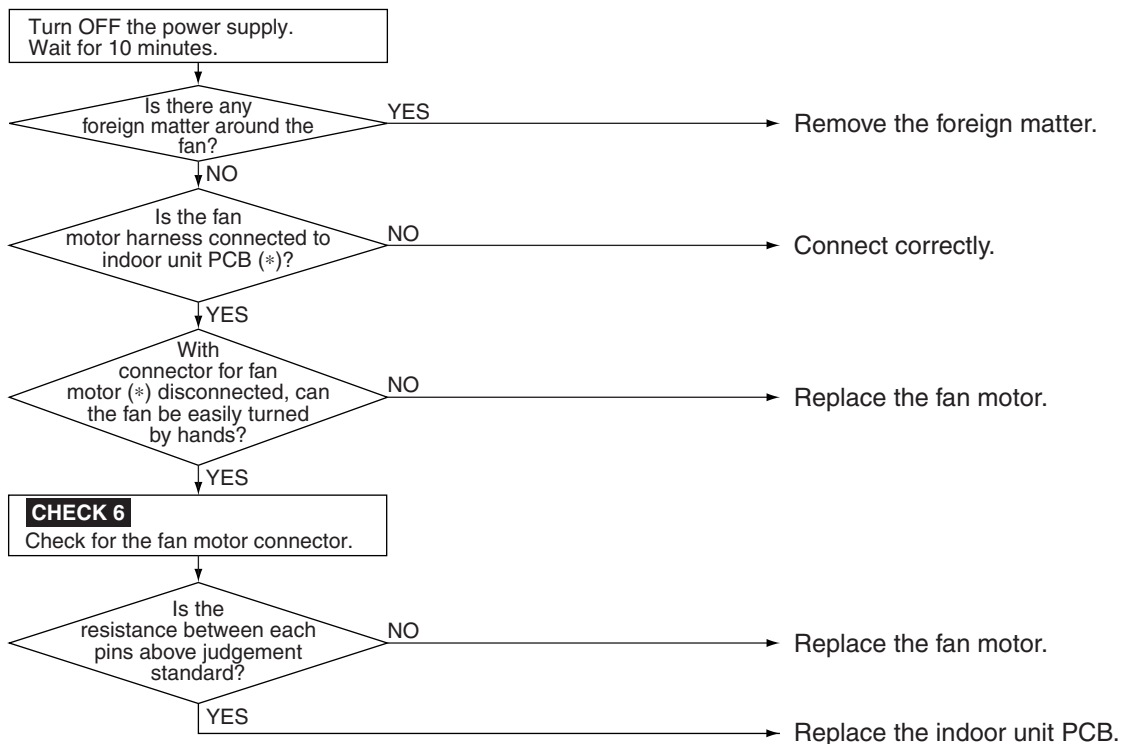 Turn OFF the power supply.
Wait for 10 minutes.
Is there any
foreign matter around the
fan?
YES
Remove the foreign matter.
NO
Is the fan
motor harness connected to
indoor unit PCB (*)?
NO
Connect correctly.
YES
With
connector for fan
motor (*) disconnected, can
the fan be easily turned
by hands?
NO
Replace the fan motor.
YES
CHECK 6
Check for the fan motor connector.
Is the
resistance between each
pins above judgement
standard?
NO
Replace the fan motor.
YES
Replace the indoor unit PCB.